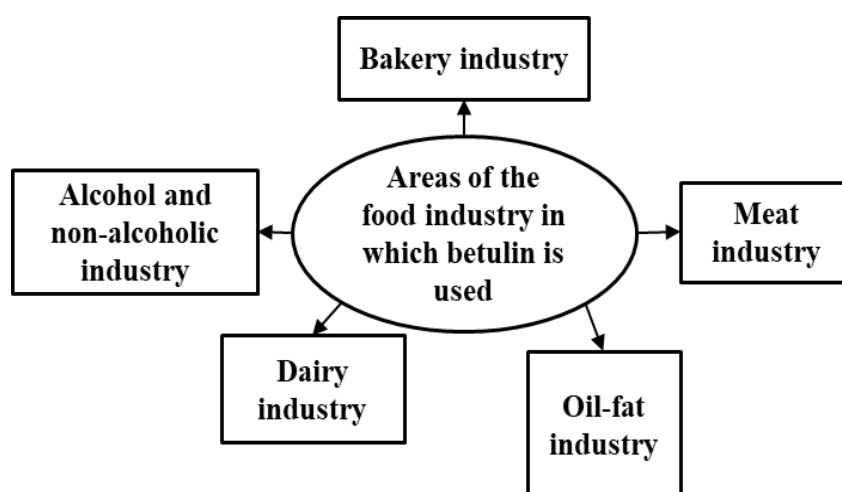 Bakery industry
Areas of the
food industry in
which betulin is
used
Alcohol and
non-alcoholic
industry
Meat
industry
Dairy
industry
Oil-fat
industry